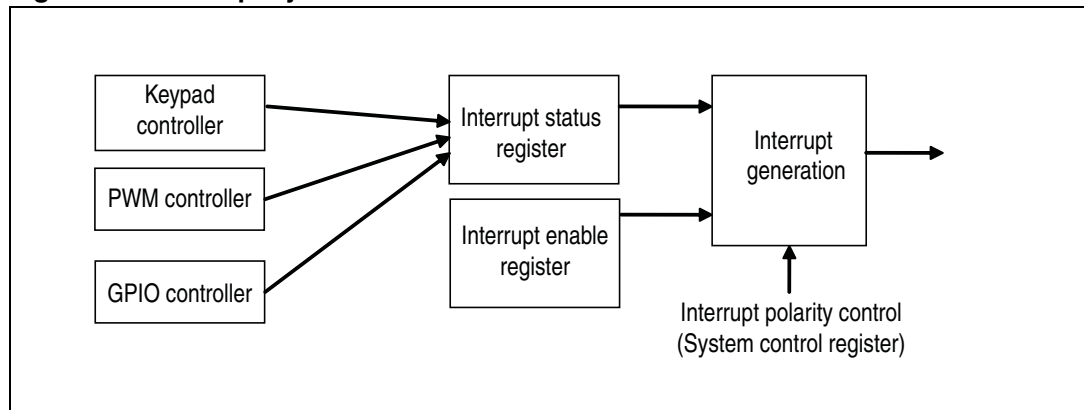 Keypad
controller
PWM controller
GPIO controller
Interrupt status
register
Interrupt enable
register
Interrupt
generation
Interrupt polarity control
(System control register)